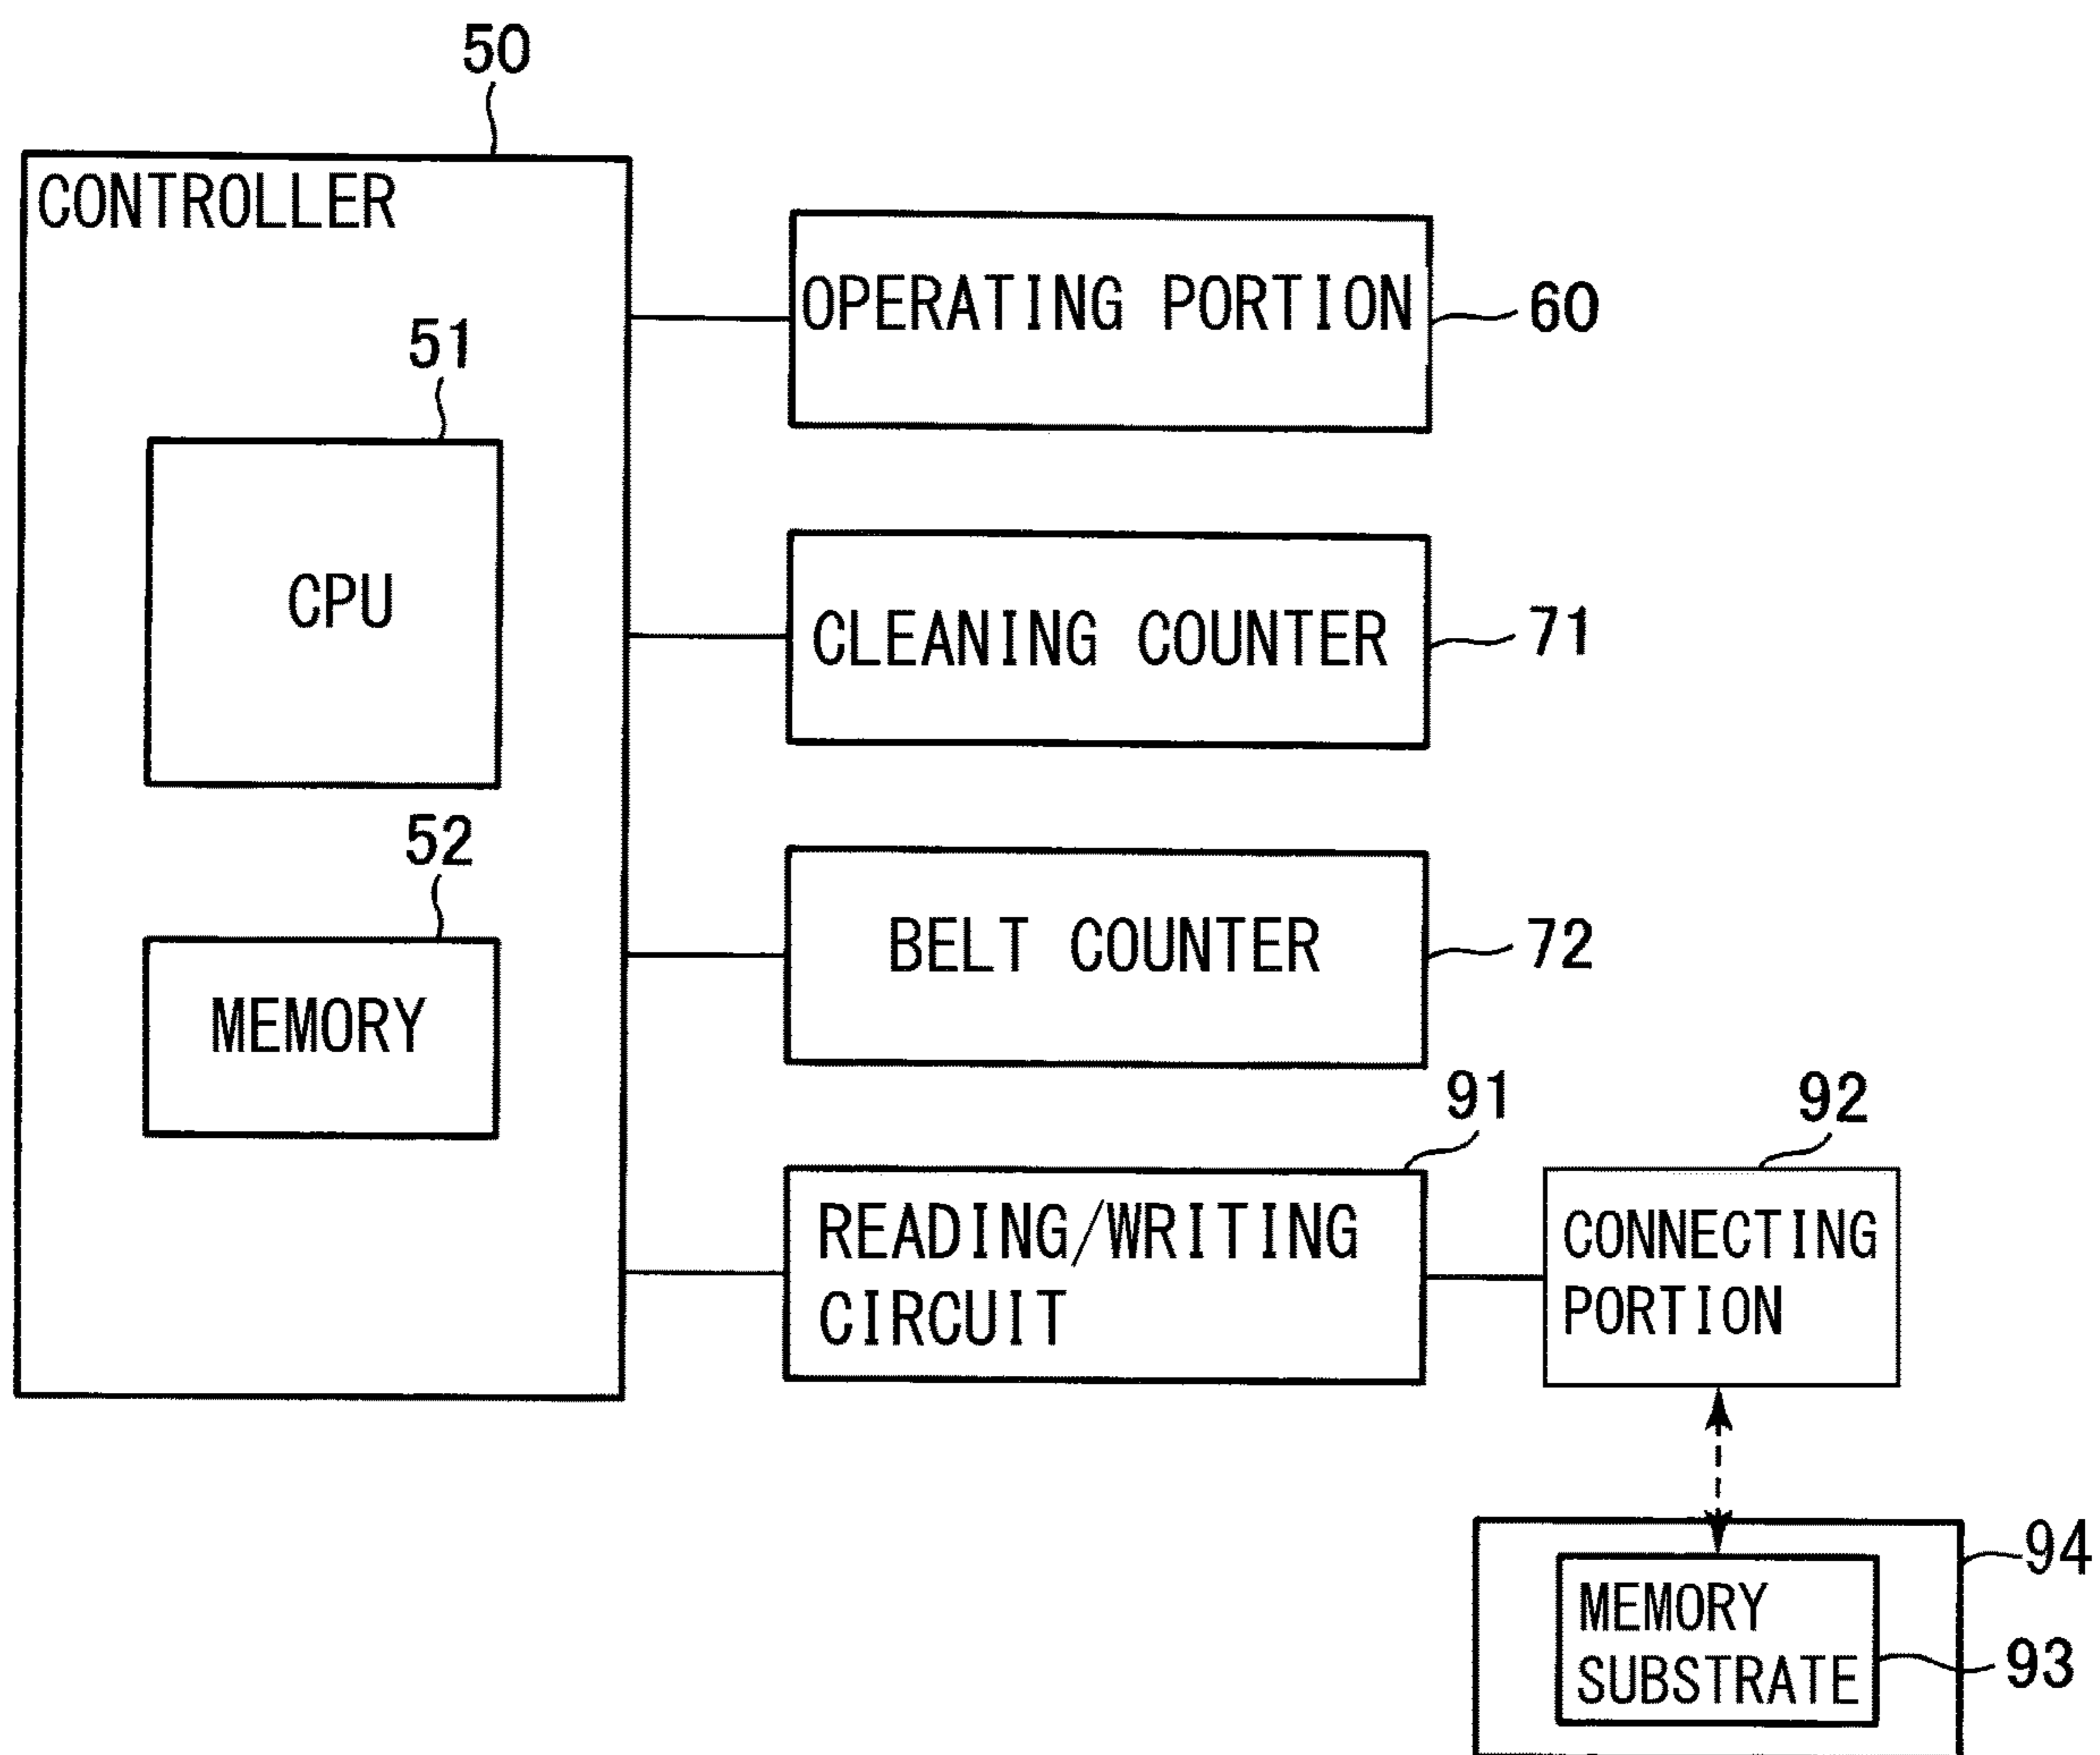 50
CONTROLLER
OPERATING PORTION
60
51
CPU
CLEANING COUNTER
71
52
MEMORY
BELT COUNTER
72
91
92
READING/WRITING
CIRCUIT
CONNECTING
PORTION
94
MEMORY
SUBSTRATE
93